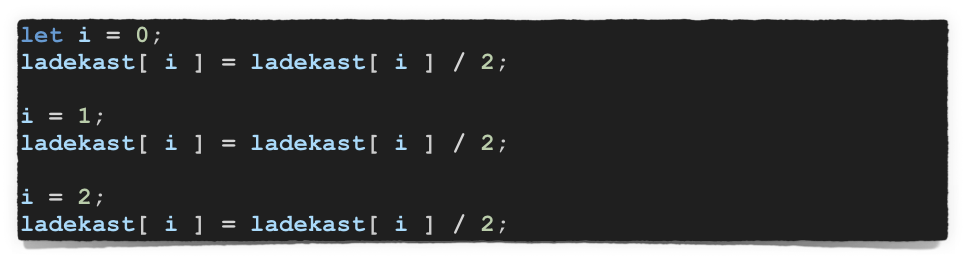 let i = 0;
ladekast[ i ] = ladekast[ i ] / 2;
i = 1;
ladekast[ i ] = ladekast[ i ] / 2;
i = 2;
ladekast[ i ] = ladekast[ i ] / 2;